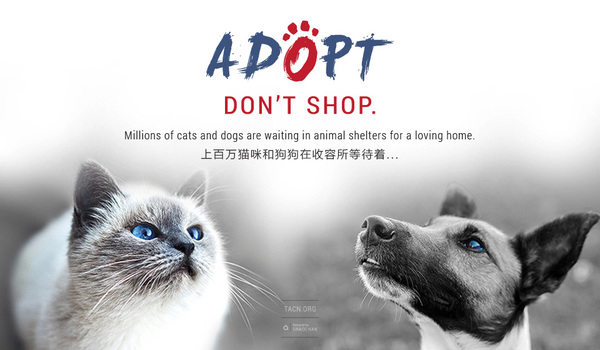 ADOPT
DON'T SHOP.
Millions of cats and dogs are waiting in animal shelters for a loving home.
上百万猫咪和狗狗在收容所等待着...
TACN.ORG